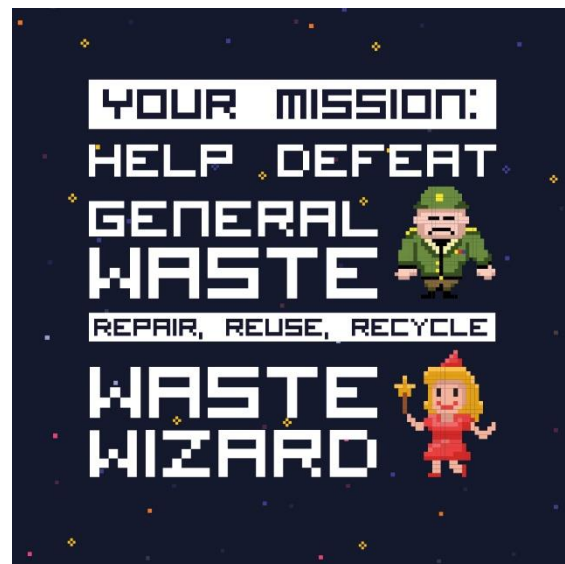 YOUR MISSION:
HELP DEFEAT
GENERAL
WASTE
REPAIR, REUSE, RECYCLE
WASTE
WIZARD